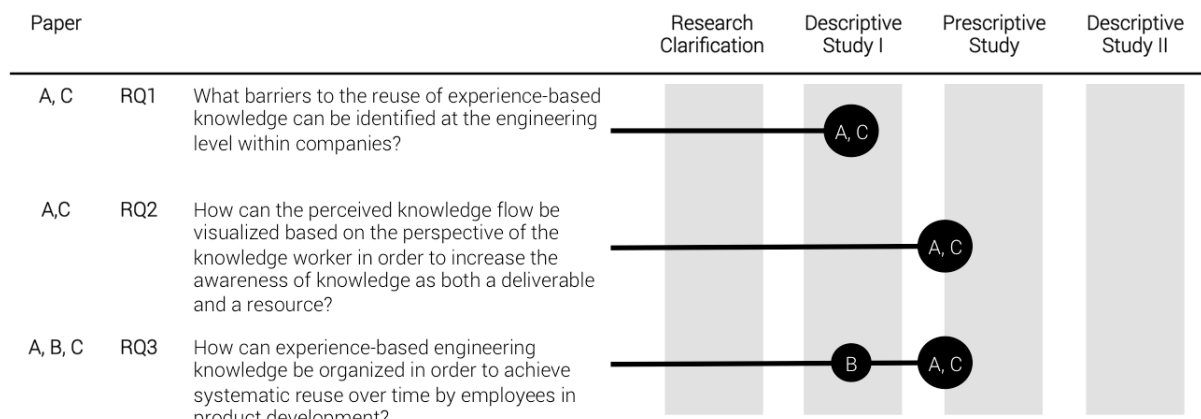 Paper
Research Clarification
Descriptive Study I
Prescriptive Study
Descriptive Study II
A, C RQ1 What barriers to the reuse of experience-based
knowledge can be identified at the engineering
level within companies?
A, C
A,C RQ2 How can the perceived knowledge flow be
visualized based on the perspective of the
knowledge worker in order to increase the
awareness of knowledge as both a deliverable
and a resource?
A, C
A, B, C RQ3 How can experience-based engineering
knowledge be organized in order to achieve
systematic reuse over time by employees in
product development?
B
A, C